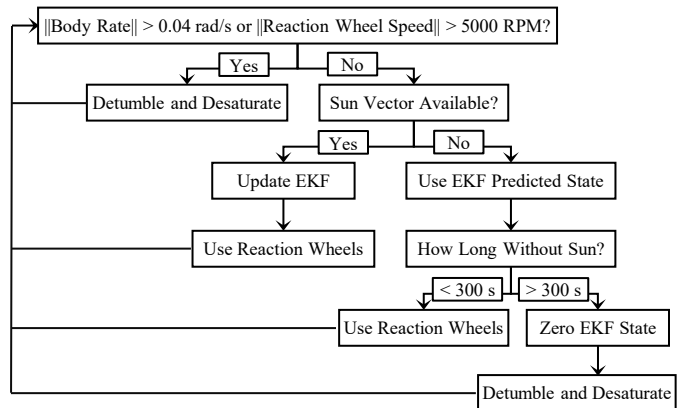 ‖Body Rate‖ > 0.04 rad/s or ‖Reaction Wheel Speed‖ > 5000 RPM?
Yes
No
Detumble and Desaturate
Sun Vector Available?
Yes
No
Update EKF
Use EKF Predicted State
Use Reaction Wheels
How Long Without Sun?
< 300 s
> 300 s
Use Reaction Wheels
Zero EKF State
Detumble and Desaturate